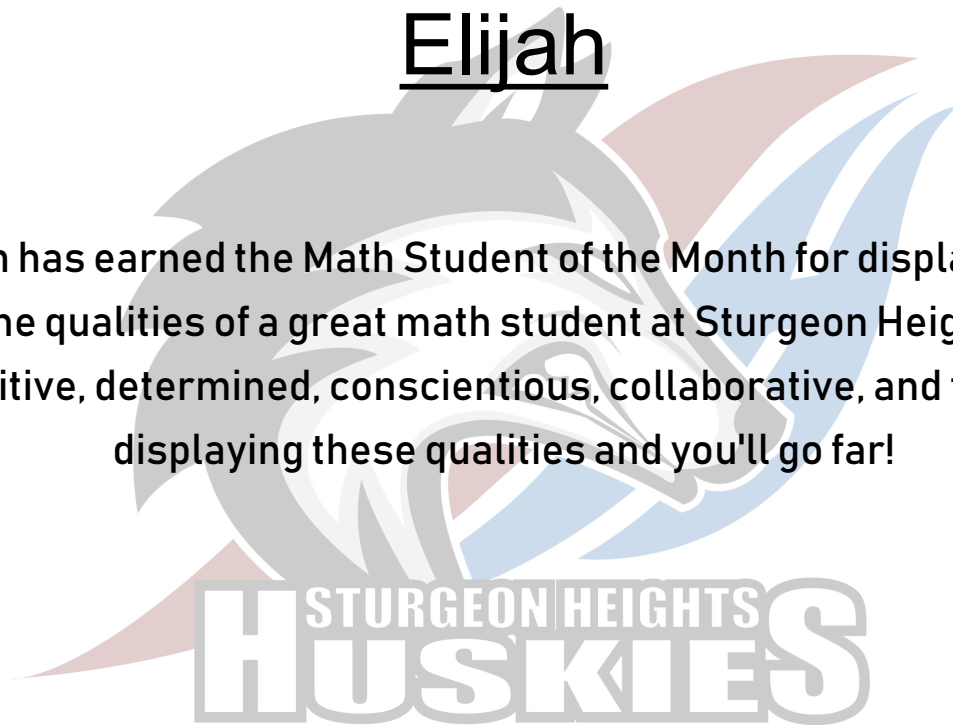 Elijah
has earned the Math Student of the Month for
qualities of a great math student at Sturgeon
determined, conscientious, collaborative, and
displaying these qualities and you'll go far!
STURGEON HEIGHTS
HUSKIES